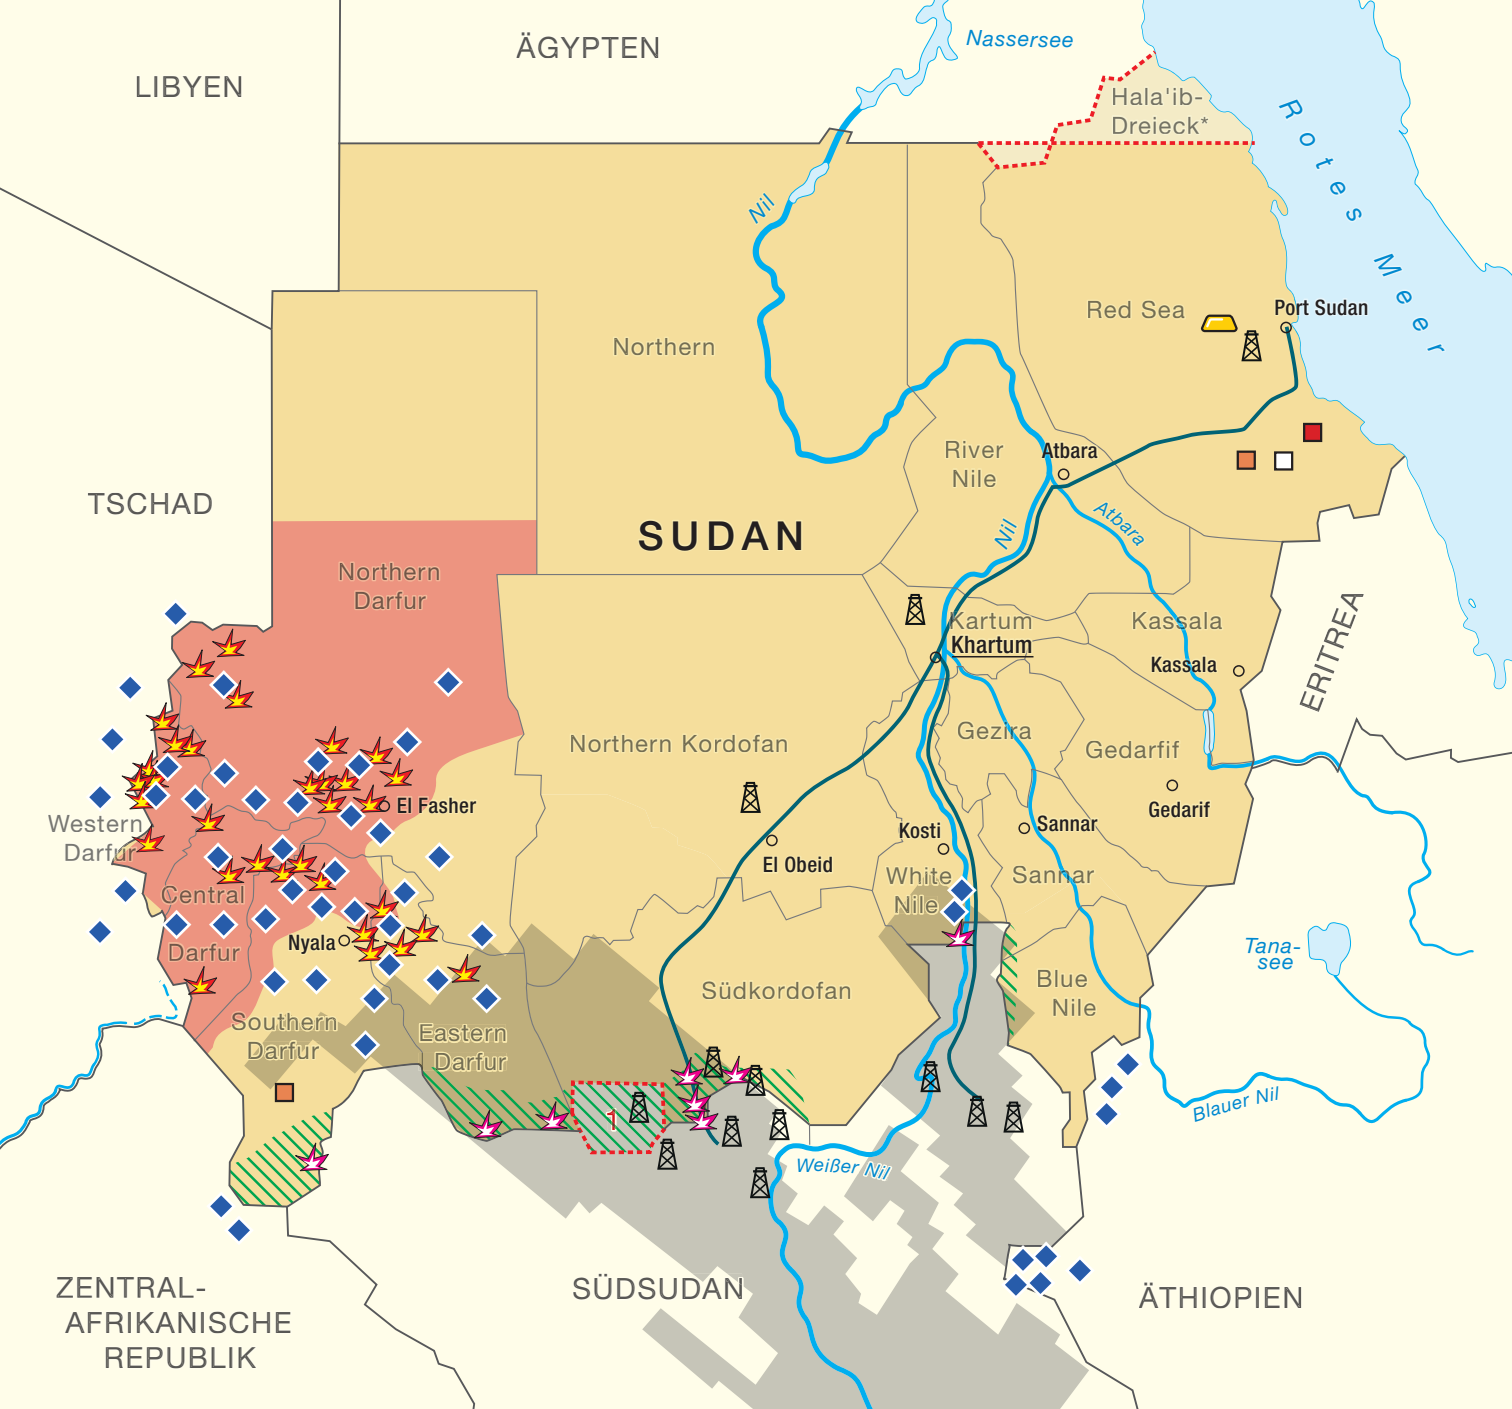 ÄGYPTEN
Nassersee
LIBYEN
Hala'ib-
Dreieck*
Rotes Meer
Nil
Red Sea
Port Sudan
Northern
River
Nile
Atbara
TSCHAD
SUDAN
Nil
Atbara
Northern
Darfur
Kartum
Khartum
Kassala
Kassala
ERITREA
Northern Kordofan
Gezira
Gedarfif
El Fasher
Gedarif
Western
Darfur
Kosti
Sannar
El Obeid
White
Nile
Sannar
Central
Darfur
Nyala
Tana-
see
Südkordofan
Blue
Nile
Southern
Darfur
Eastern
Darfur
1
Blauer Nil
Weißer Nil
ZENTRAL-
AFRIKANISCHE
REPUBLIK
SÜDSUDAN
ÄTHIOPIEN